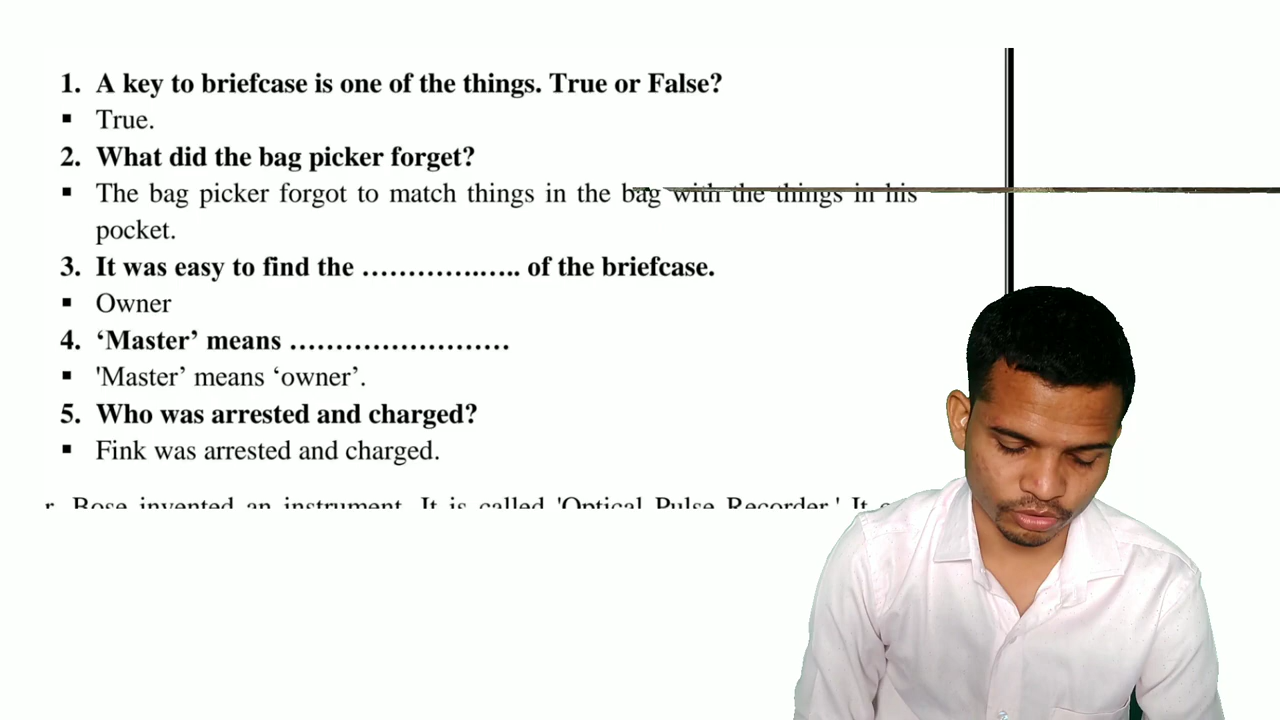 1. A key to briefcase is one of the things. True or False?
▪ True.
2. What did the bag picker forget?
▪ The bag picker forgot to match things in the bag with the things in his
pocket.
3. It was easy to find the ………….….. of the briefcase.
▪ Owner
4. ‘Master’ means ……………………
▪ 'Master’ means ‘owner’.
5. Who was arrested and charged?
▪ Fink was arrested and charged.
r. Bose invented an instrument. It is called 'Optical Pulse Recorder.' It